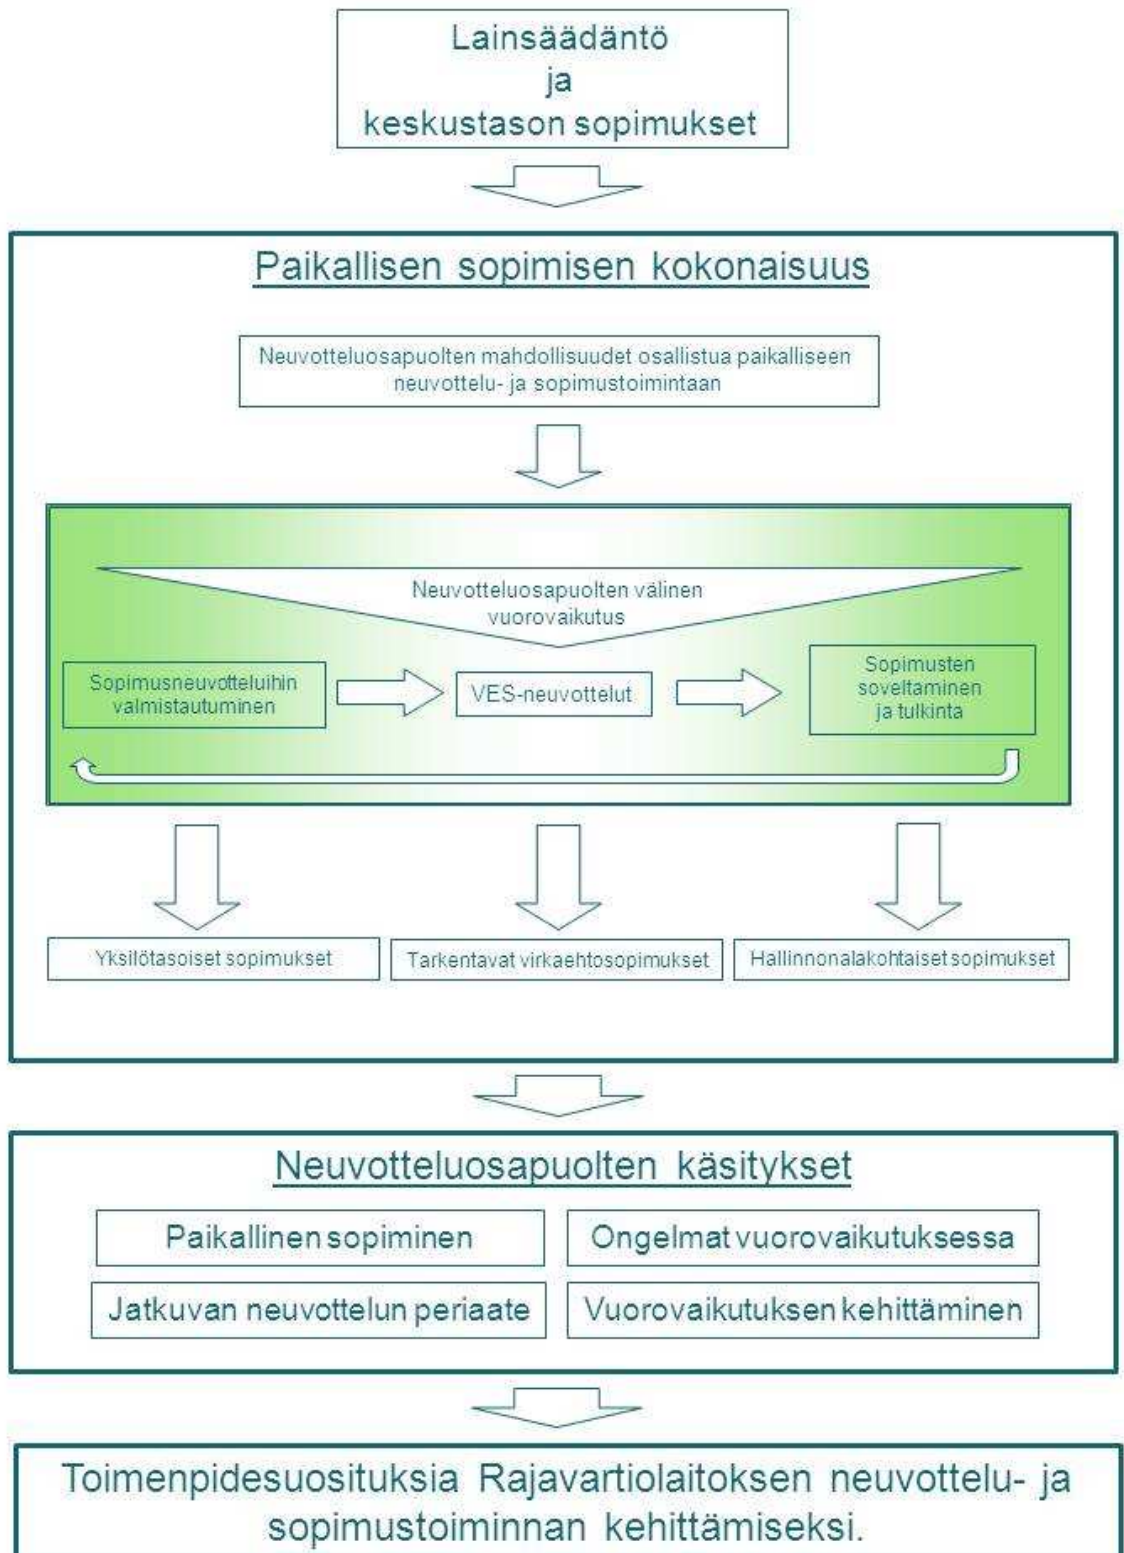 Lainsäädäntö
ja
keskustason sopimukset
Paikallisen sopimisen kokonaisuus
Neuvotteluosapuolten mahdollisuudet osallistua paikalliseen
neuvottelu- ja sopimustoimintaan
Neuvotteluosapuolten välinen
vuorovaikutus
Sopimusneuvotteluihin
valmistautuminen
VES-neuvottelut
Sopimusten
soveltaminen
ja tulkinta
Yksilötasoiset sopimukset
Tarkentavat virkaehtosopimukset
Hallinnonalakohtaiset sopimukset
Neuvotteluosapuolten käsitykset
Paikallinen sopiminen
Ongelmat vuorovaikutuksessa
Jatkuvan neuvottelun periaate
Vuorovaikutuksen kehittäminen
Toimenpidesuosituksia Rajavartiolaitoksen neuvottelu- ja
sopimustoiminnan kehittämiseksi.